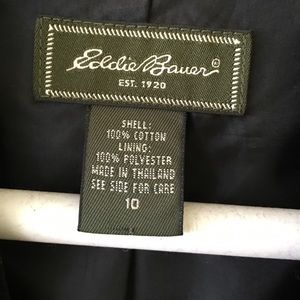 Eddie Bauer©
EST. 1920
SHELL:
100% COTTON
LINING:
100% POLYESTER
MADE IN THAILAND
SEE SIDE FOR CARE
10